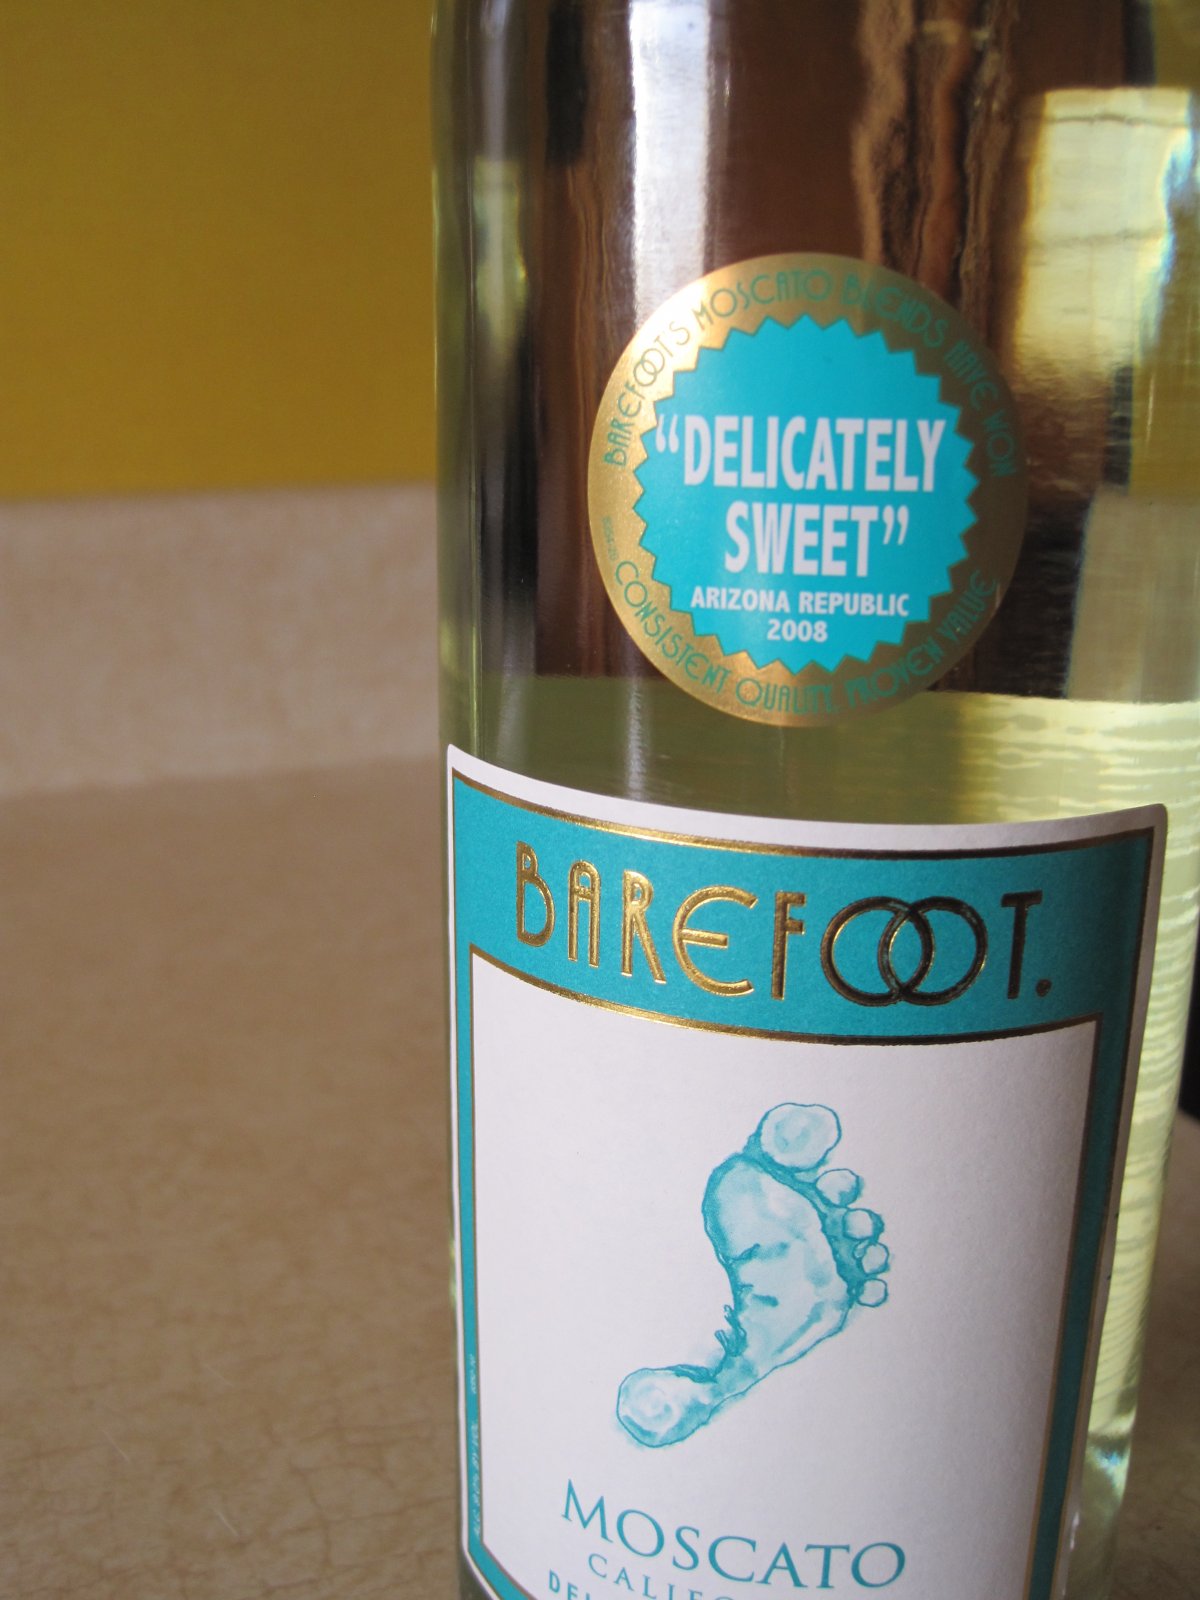 BAREFOOT'S MOSCATO BLENDS HAVE WON
"DELICATELY
SWEET"
ARIZONA REPUBLIC
2008
CONSISTENT QUALITY, PROVEN VALUE
BAREFOOT.
MOSCATO